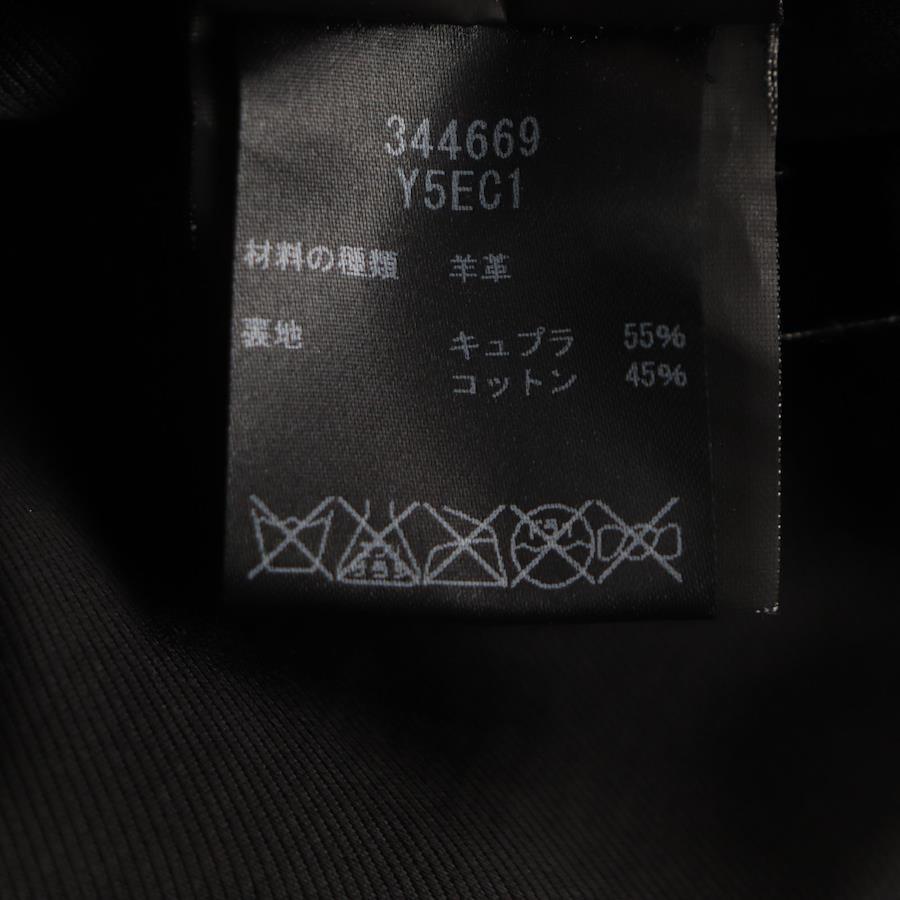 344669
Y5EC1
材料の種類 羊革
裏地 キュプラ 55%
コットン 45%